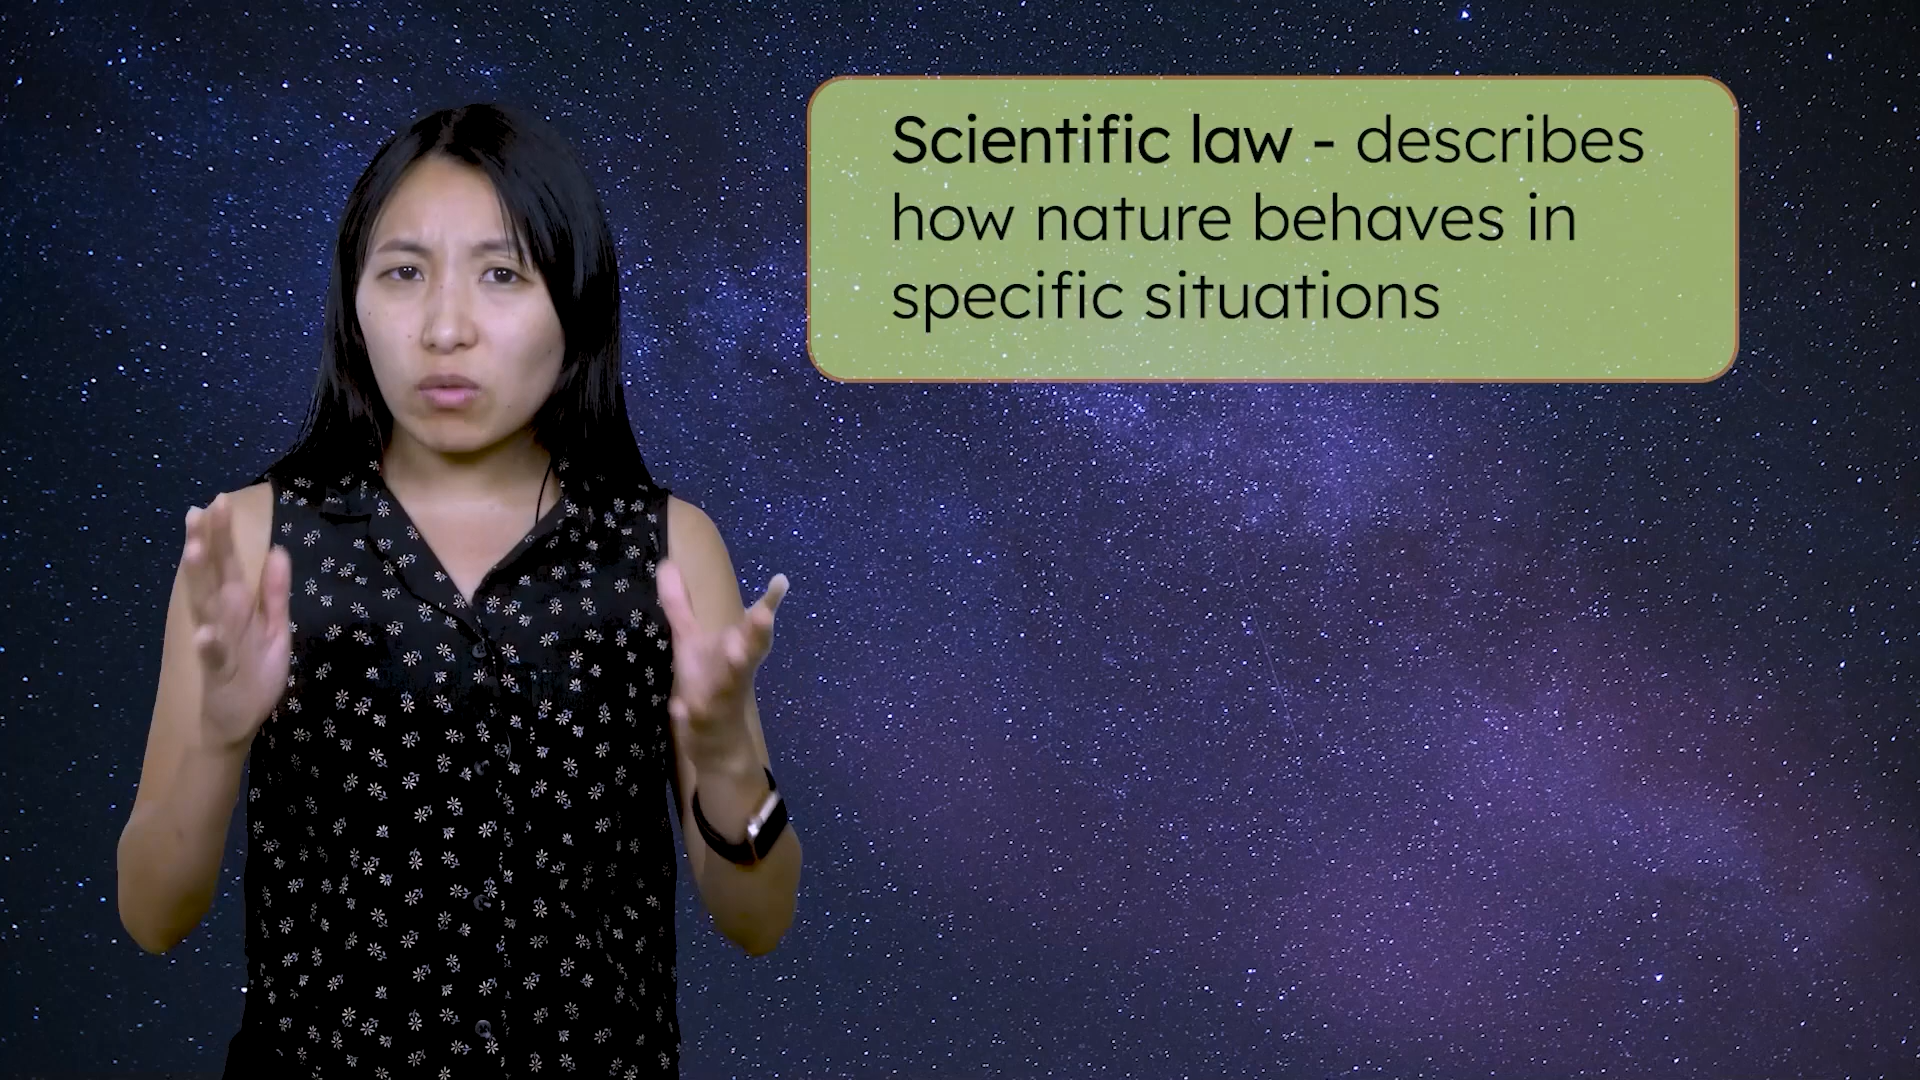 Scientific law - describes
how nature behaves in
specific situations